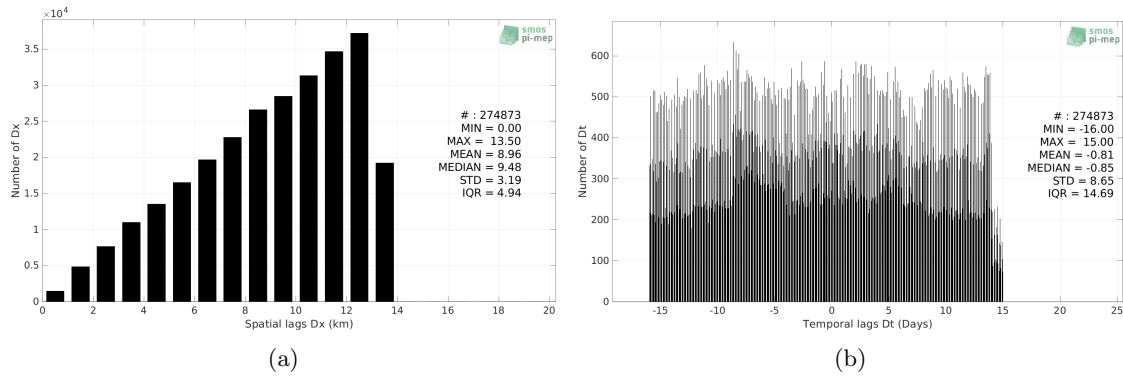 ×10⁴
3.5
3
2.5
2
1.5
1
0.5
0
0 2 4 6 8 10 12 14 16 18 20
Number of Dx
Spatial lags Dx (km)
smos
pi-mep
# : 274873
MIN = 0.00
MAX = 13.50
MEAN = 8.96
MEDIAN = 9.48
STD = 3.19
IQR = 4.94
(a)
600
500
400
300
200
100
0
-15 -10 -5 0 5 10 15 20 25
Number of Dt
Temporal lags Dt (Days)
smos
pi-mep
# : 274873
MIN = -16.00
MAX = 15.00
MEAN = -0.81
MEDIAN = -0.85
STD = 8.65
IQR = 14.69
(b)